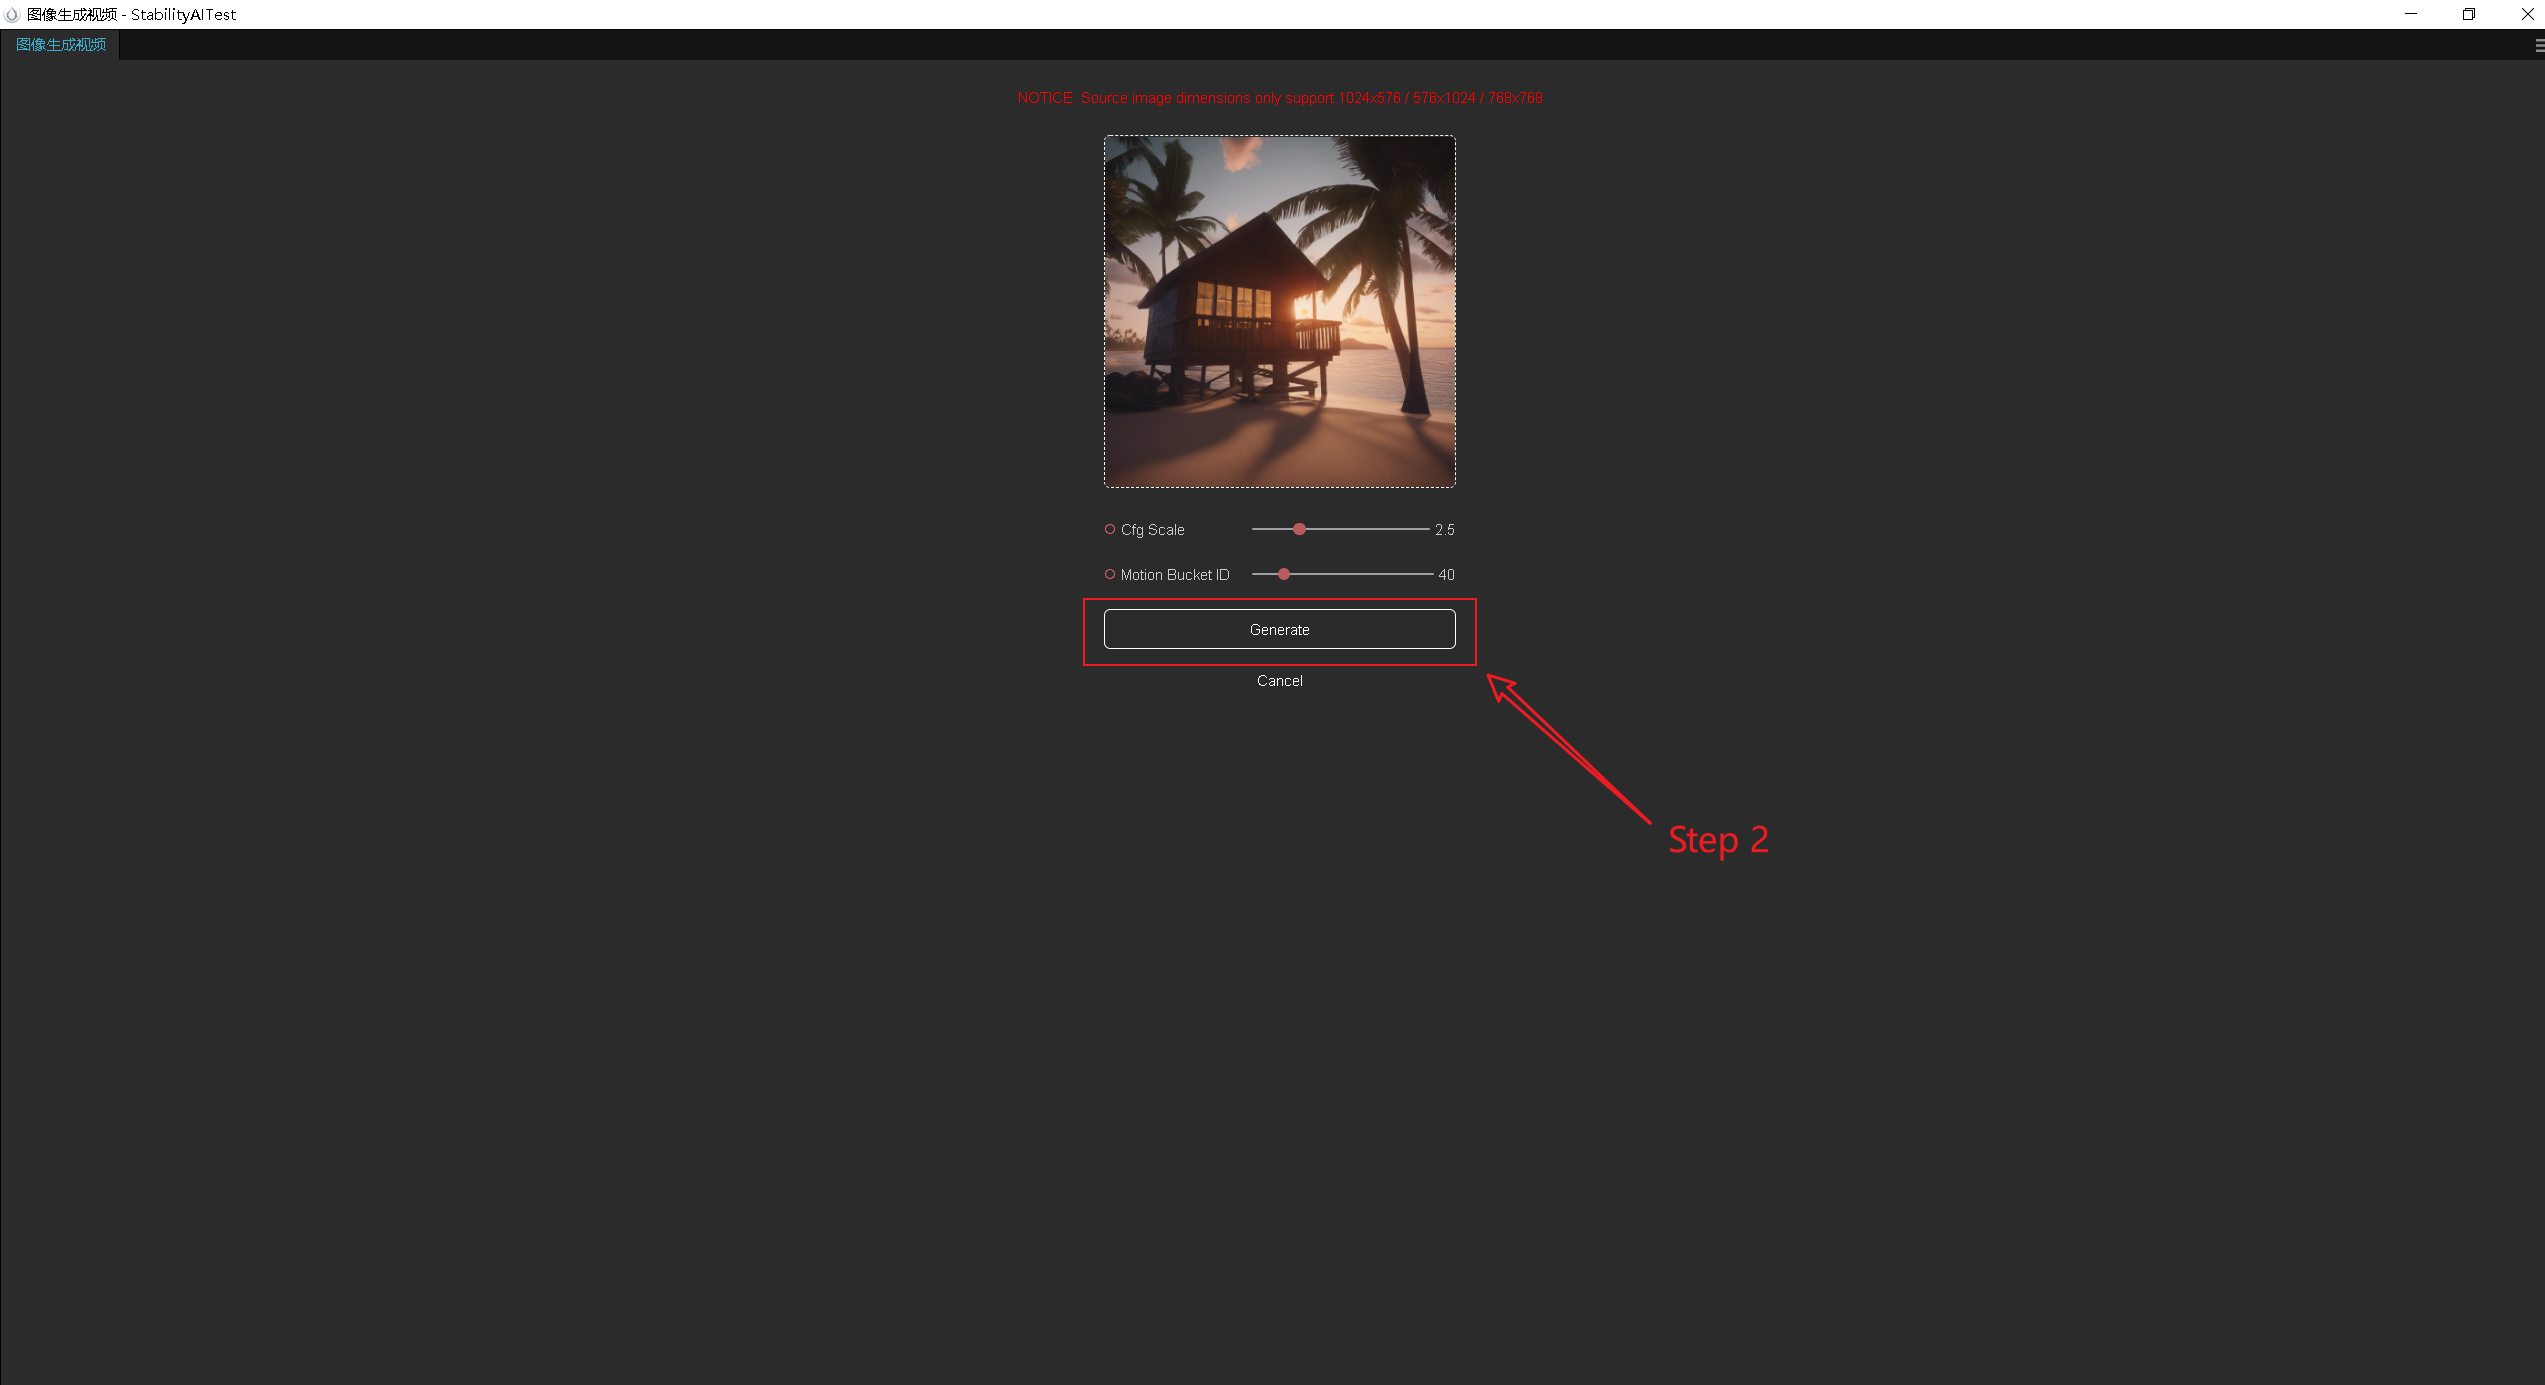 图像生成视频 - StabilityAITest
图像生成视频
NOTICE: Source image dimensions only support 1024x576 / 576x1024 / 768x768
Cfg Scale 2.5
Motion Bucket ID 40
Generate
Cancel
Step 2